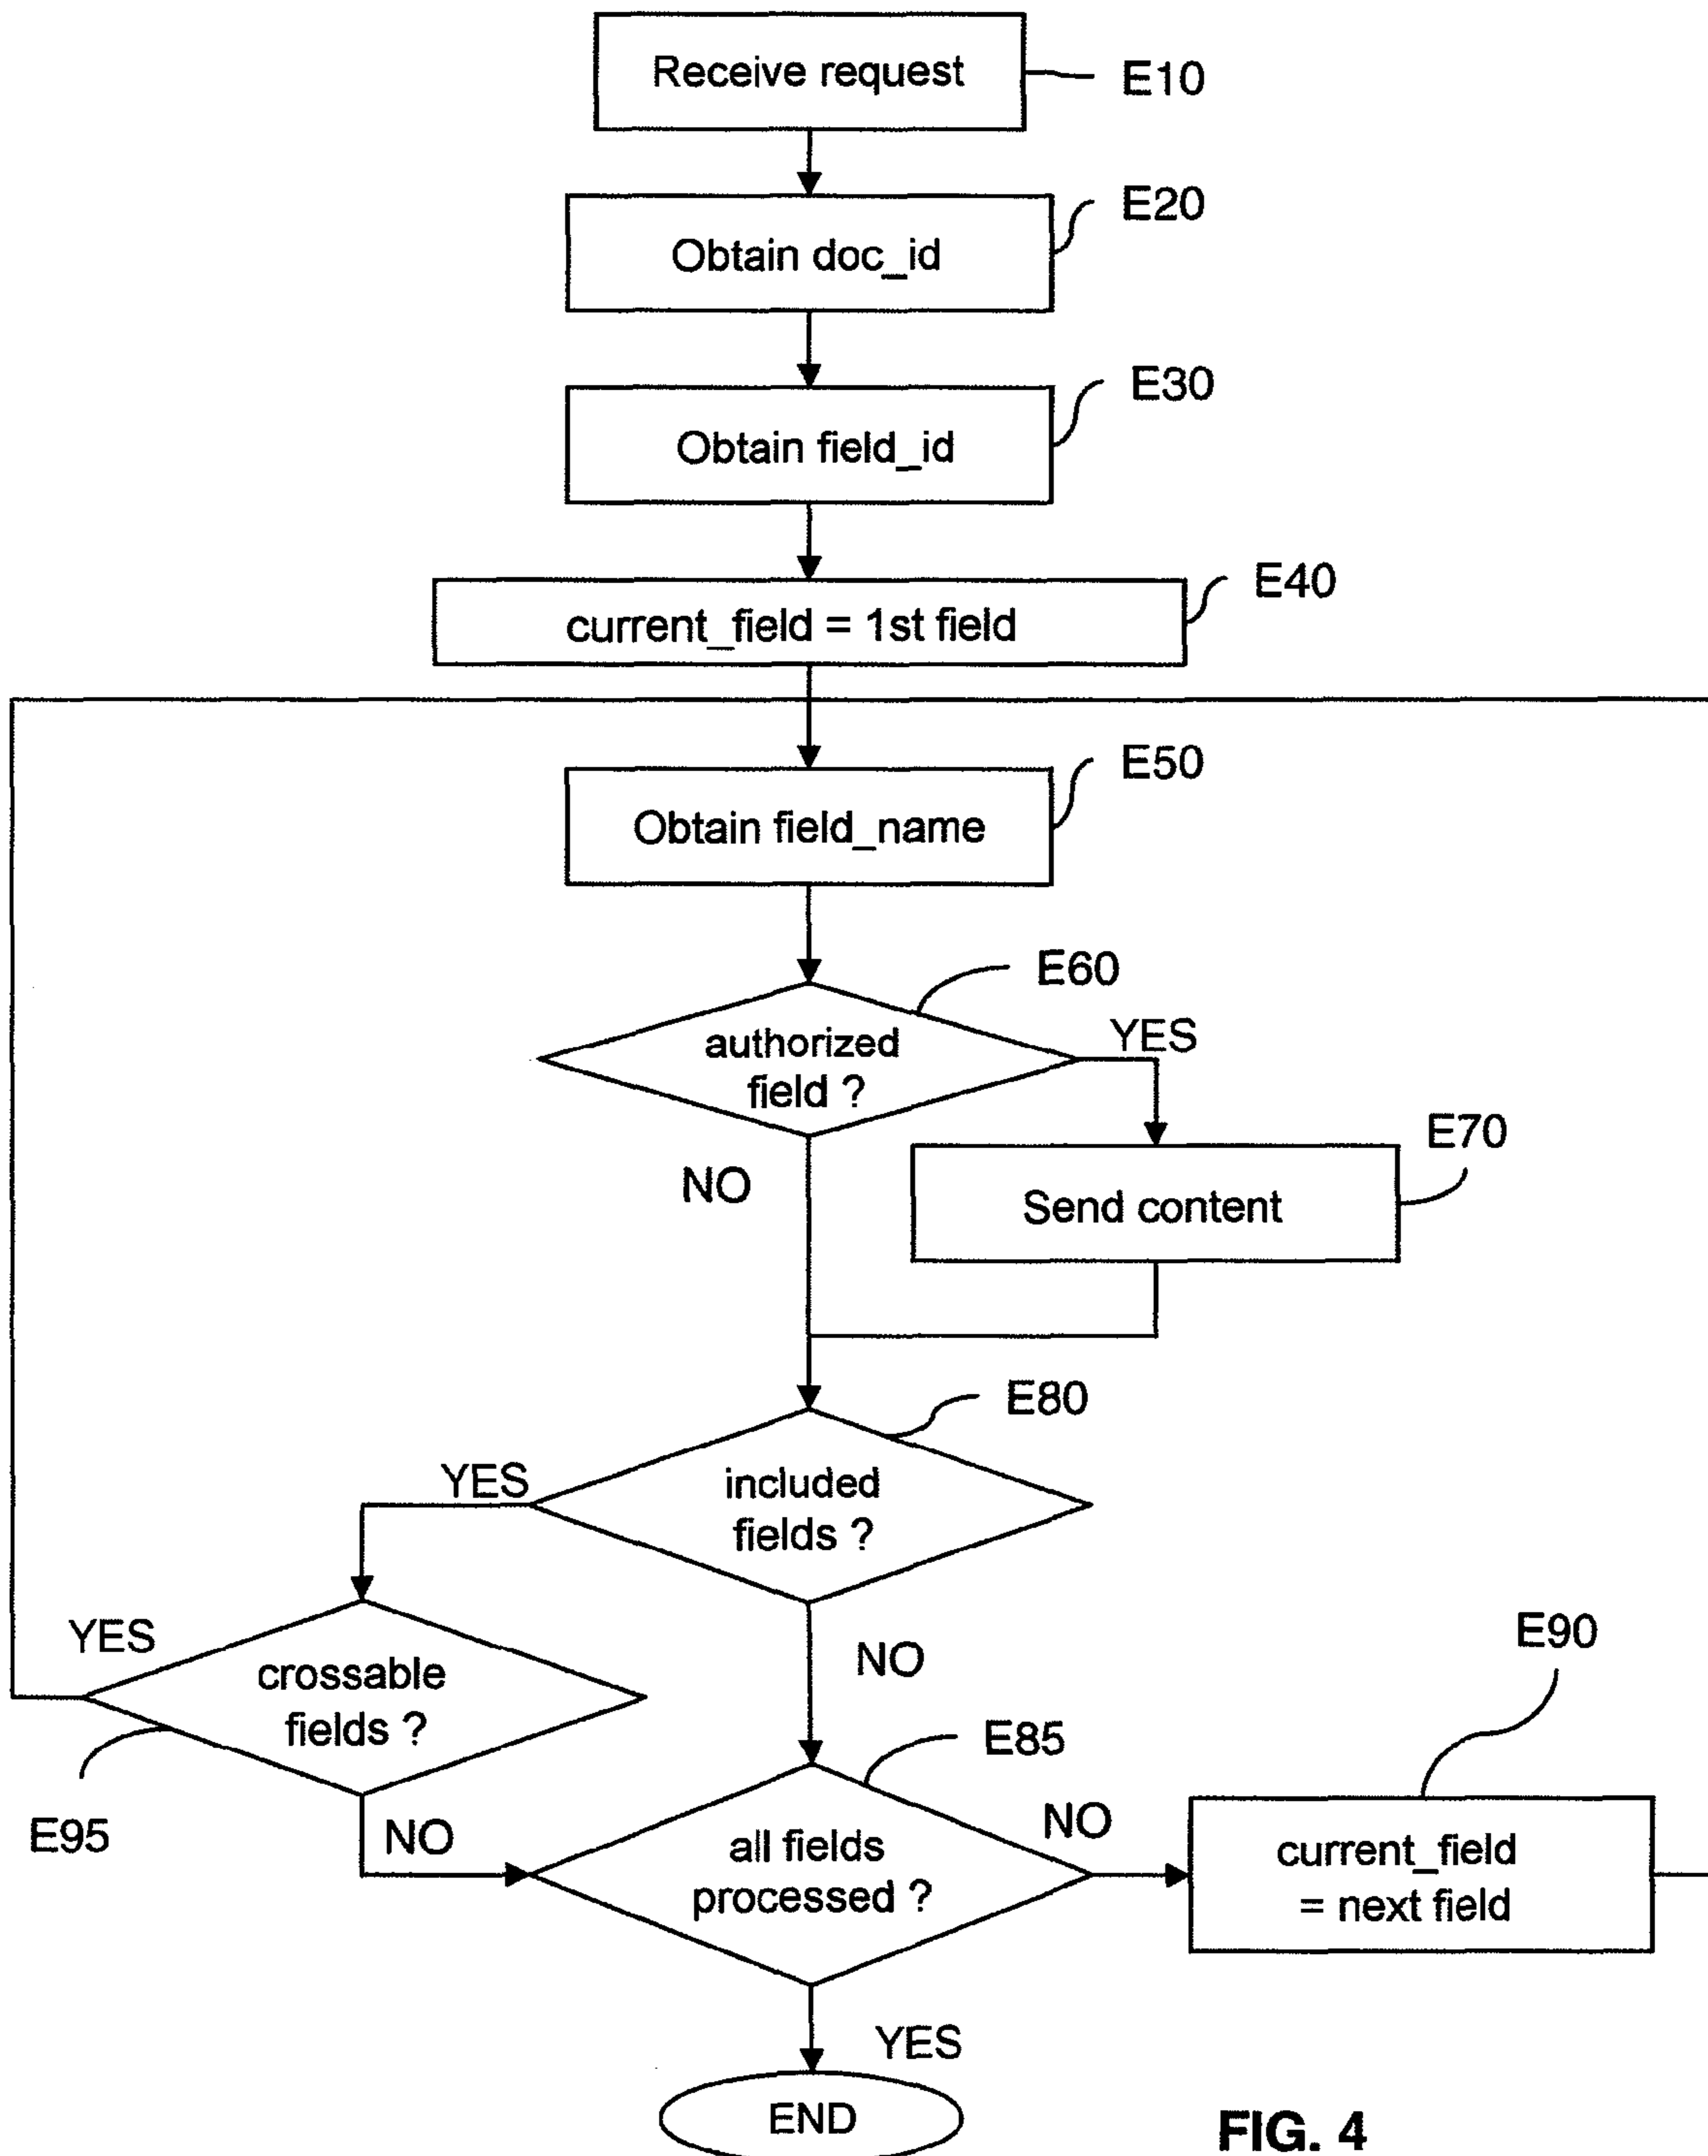 Receive request
E10
E20
Obtain doc_id
E30
Obtain field_id
E40
current_field = 1st field
E50
Obtain field_name
E60
authorized
field ?
YES
E70
NO
Send content
E80
YES
included
fields ?
YES
crossable
fields ?
NO
E90
E85
E95
NO
all fields
processed ?
NO
current_field
= next field
YES
END
FIG. 4